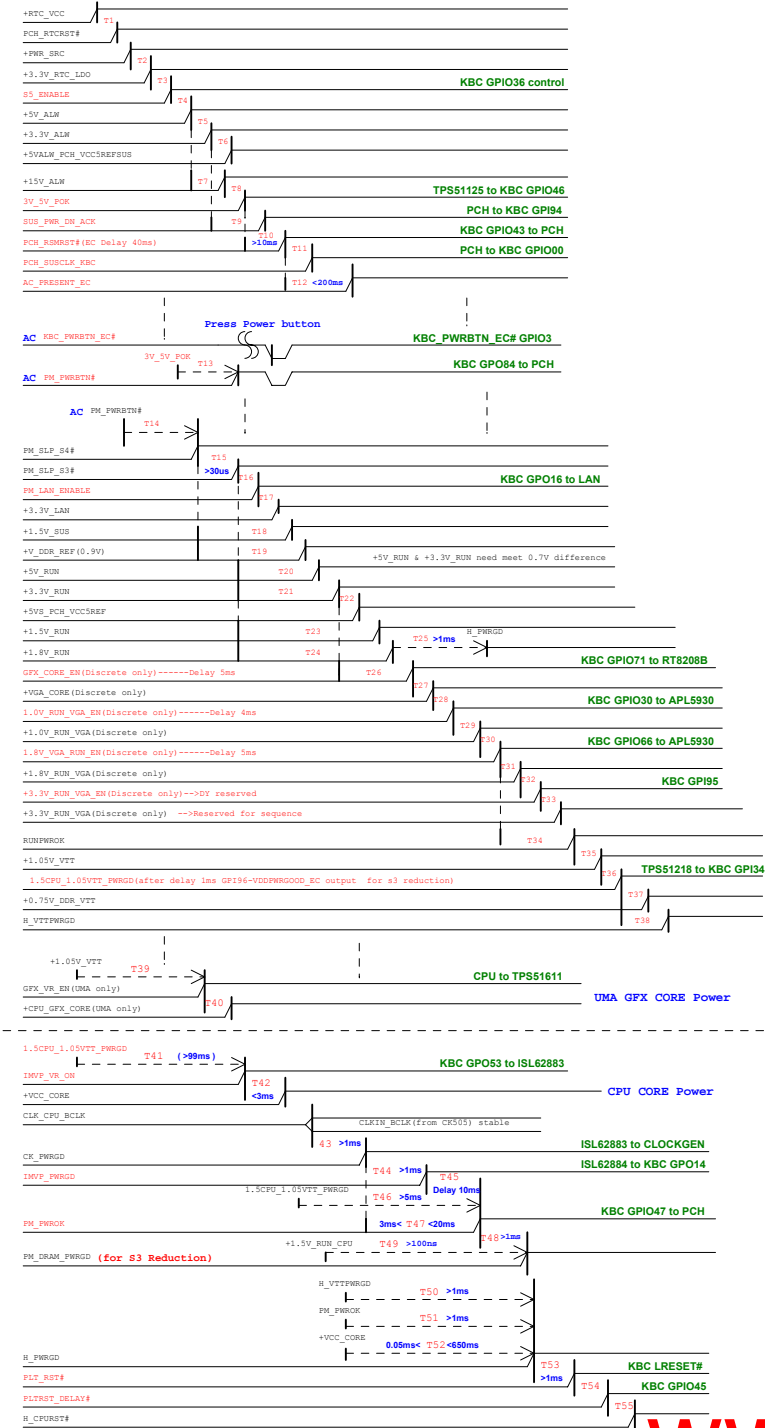 +RTC_VCC
T1
PCH_RTCRST#
+PWR_SRC
T2
+3.3V_RTC_LDO
T3
KBC GPIO36 control
S5_ENABLE
T4
+5V_ALW
T5
+3.3V_ALW
T6
+5VALW_PCH_VCC5REFSUS
+15V_ALW
T7
T8
TPS51125 to KBC GPIO46
3V_5V_POK
PCH to KBC GPI94
SUS_PWR_DN_ACK
T9
T10
KBC GPIO43 to PCH
PCH_RSMRST#(EC Delay 40ms)
>10ms
T11
PCH to KBC GPIO00
PCH_SUSCLK_KBC
AC_PRESENT_EC
T12 <200ms
Press Power button
AC KBC_PWRBTN_EC#
KBC_PWRBTN_EC# GPIO3
3V_5V_POK
T13
KBC GPO84 to PCH
AC PM_PWRBTN#
AC PM_PWRBTN#
T14
PM_SLP_S4#
T15
PM_SLP_S3#
>30us
T16
KBC GPO16 to LAN
PM_LAN_ENABLE
T17
+3.3V_LAN
+1.5V_SUS
T18
+V_DDR_REF(0.9V)
T19
+5V_RUN & +3.3V_RUN need meet 0.7V difference
+5V_RUN
T20
+3.3V_RUN
T21
T22
+5VS_PCH_VCC5REF
+1.5V_RUN
T23
T25 >1ms
H_PWRGD
+1.8V_RUN
T24
KBC GPIO71 to RT8208B
GFX_CORE_EN(Discrete only)------Delay 5ms
T26
+VGA_CORE(Discrete only)
T27
T28
KBC GPIO30 to APL5930
1.0V_RUN_VGA_EN(Discrete only)------Delay 4ms
T29
+1.0V_RUN_VGA(Discrete only)
T30
KBC GPIO66 to APL5930
1.8V_VGA_RUN_EN(Discrete only)------Delay 5ms
T31
+1.8V_RUN_VGA(Discrete only)
T32
KBC GPI95
+3.3V_RUN_VGA_EN(Discrete only)-->DY reserved
T33
+3.3V_RUN_VGA(Discrete only) -->Reserved for sequence
RUNPWROK
T34
+1.05V_VTT
T35
T36
TPS51218 to KBC GPI34
1.5CPU_1.05VTT_PWRGD(after delay 1ms GPI96-VDDPWRGOOD_EC output for s3 reduction)
+0.75V_DDR_VTT
T37
H_VTTPWRGD
T38
+1.05V_VTT
T39
CPU to TPS51611
GFX_VR_EN(UMA only)
T40
UMA GFX CORE Power
+CPU_GFX_CORE(UMA only)
1.5CPU_1.05VTT_PWRGD
T41 (>99ms)
KBC GPO53 to ISL62883
IMVP_VR_ON
T42
+VCC_CORE
<3ms
CPU CORE Power
CLK_CPU_BCLK
CLKIN_BCLK(from CK505) stable
43 >1ms
ISL62883 to CLOCKGEN
CK_PWRGD
T44 >1ms
ISL62884 to KBC GPO14
IMVP_PWRGD
T45
1.5CPU_1.05VTT_PWRGD
Delay 10ms
T46 >5ms
KBC GPIO47 to PCH
PM_PWROK
3ms< T47 <20ms
+1.5V_RUN_CPU
T49 >100ns
T48 >1ms
PM_DRAM_PWRGD (for S3 Reduction)
H_VTTPWRGD
T50 >1ms
PM_PWROK
T51 >1ms
+VCC_CORE
0.05ms< T52 <650ms
H_PWRGD
T53
KBC LRESET#
PLT_RST#
>1ms
T54
KBC GPIO45
PLTRST_DELAY#
T55
H_CPURST#